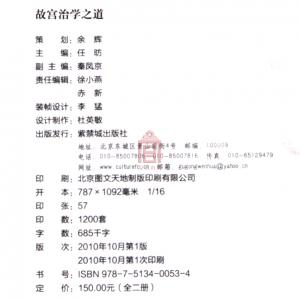 故宫治学之道
策 划：余 辉
主 编：任 昉
副 主 编：秦凤京
责任编辑：徐小燕
赤 新
装帧设计：李 猛
设计制作：杜英敏
出版发行：紫禁城出版社
地址：北京东城区景山前街4号 邮编：100009
电话：010-85007808 010-85007816 传真：010-65129479
邮箱：gugongwenhua@yahoo.cn
印 刷：北京图文天地制版印刷有限公司
开 本：787×1092毫米 1/16
印 张：57
印 数：1200套
字 数：685千字
版 次：2010年10月第1版
2010年10月第1次印刷
书 号：ISBN 978-7-5134-0053-4
定 价：150.00元（全二册）